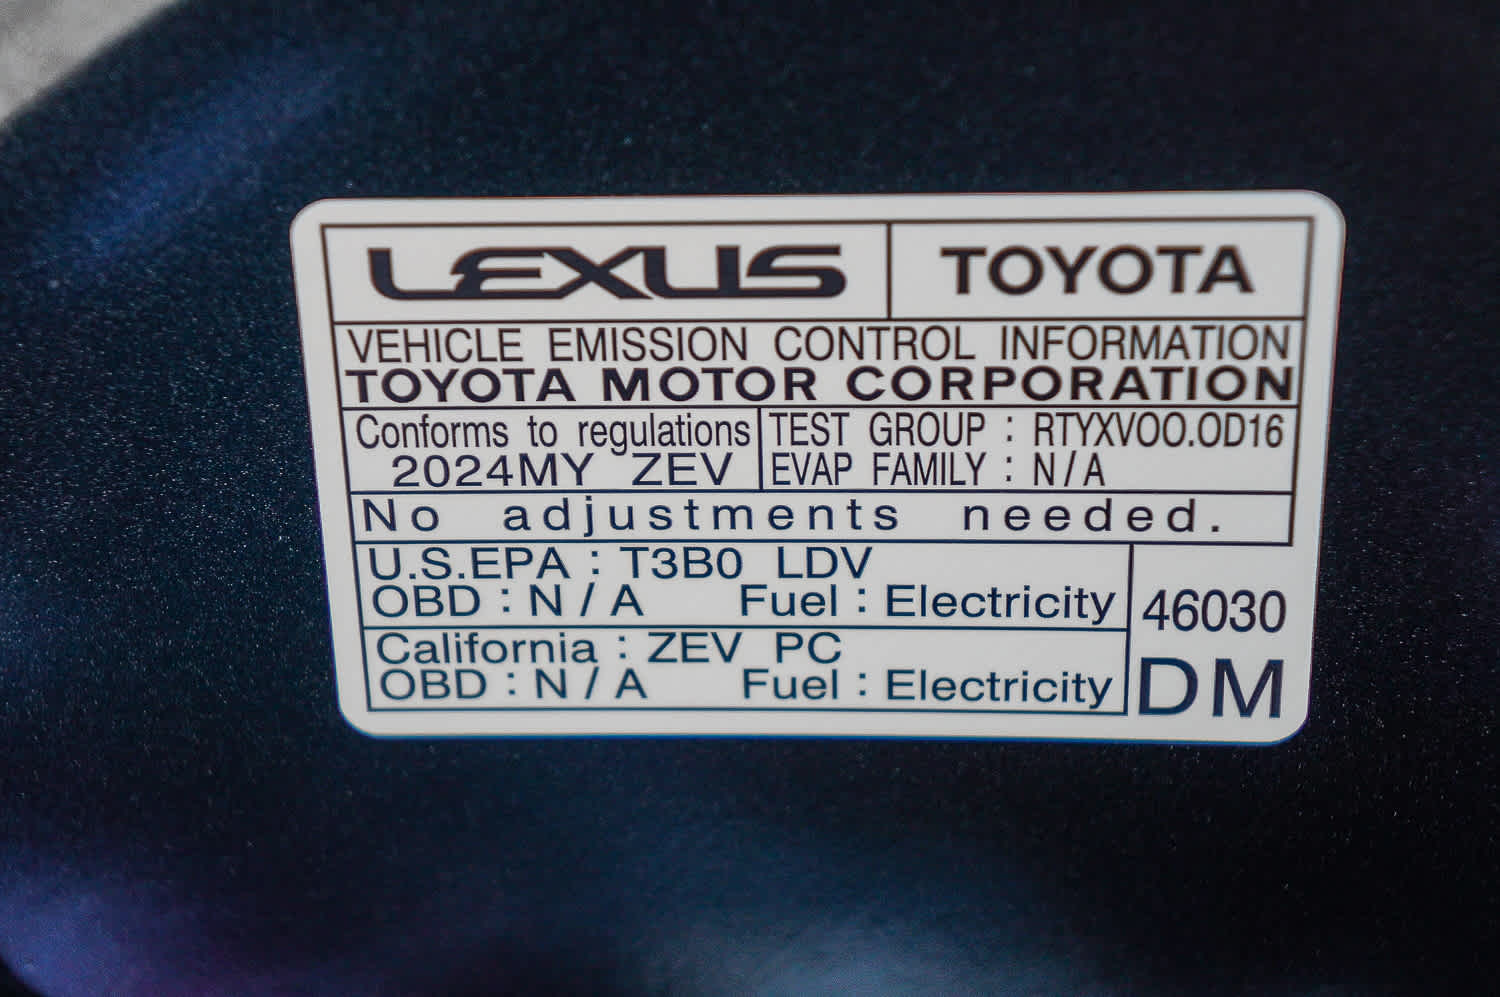 LEXUS TOYOTA
VEHICLE EMISSION CONTROL INFORMATION
TOYOTA MOTOR CORPORATION
Conforms to regulations
2024MY ZEV
TEST GROUP : RTYXV00.0D16
EVAP FAMILY : N/A
No adjustments needed.
U.S.EPA : T3B0 LDV
OBD : N/A Fuel : Electricity
California : ZEV PC
OBD : N/A Fuel : Electricity
46030
DM